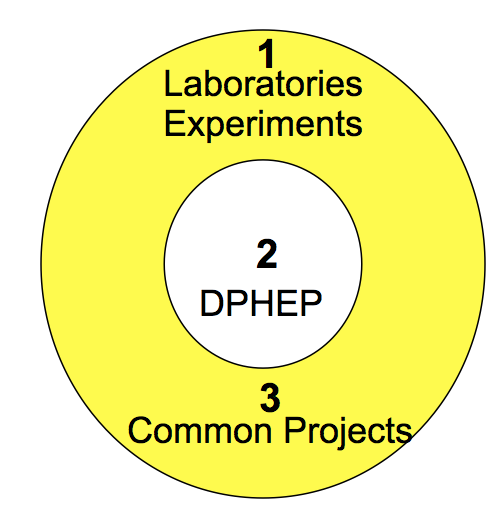 1
Laboratories
Experiments
2
DPHEP
3
Common Projects